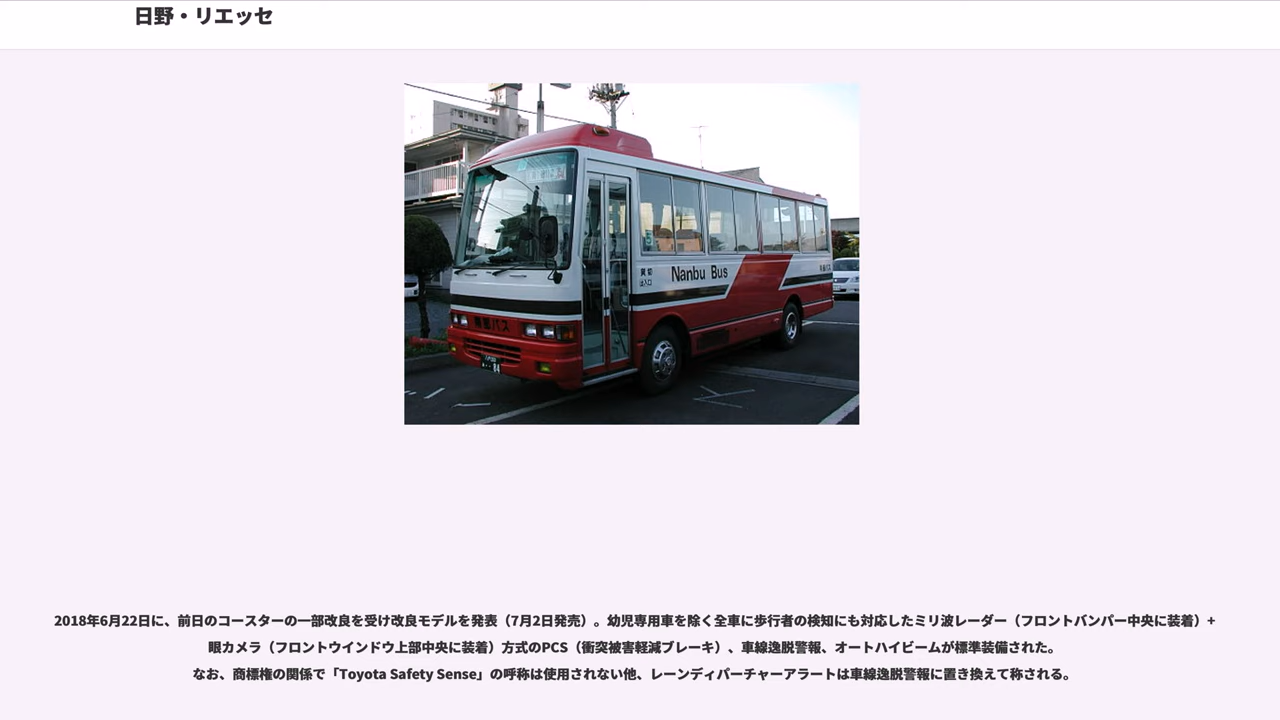 日野・リエッセ
Nanbu Bus
南部バス
2018年6月22日に、前日のコースターの一部改良を受け改良モデルを発表（7月2日発売）。幼児専用車を除く全車に歩行者の検知にも対応したミリ波レーダー（フロントバンパー中央に装着）+
眼カメラ（フロントウインドウ上部中央に装着）方式のPCS（衝突被害軽減ブレーキ）、車線逸脱警報、オートハイビームが標準装備された。
なお、商標権の関係で「Toyota Safety Sense」の呼称は使用されない他、レーンディパーチャーアラートは車線逸脱警報に置き換えて称される。